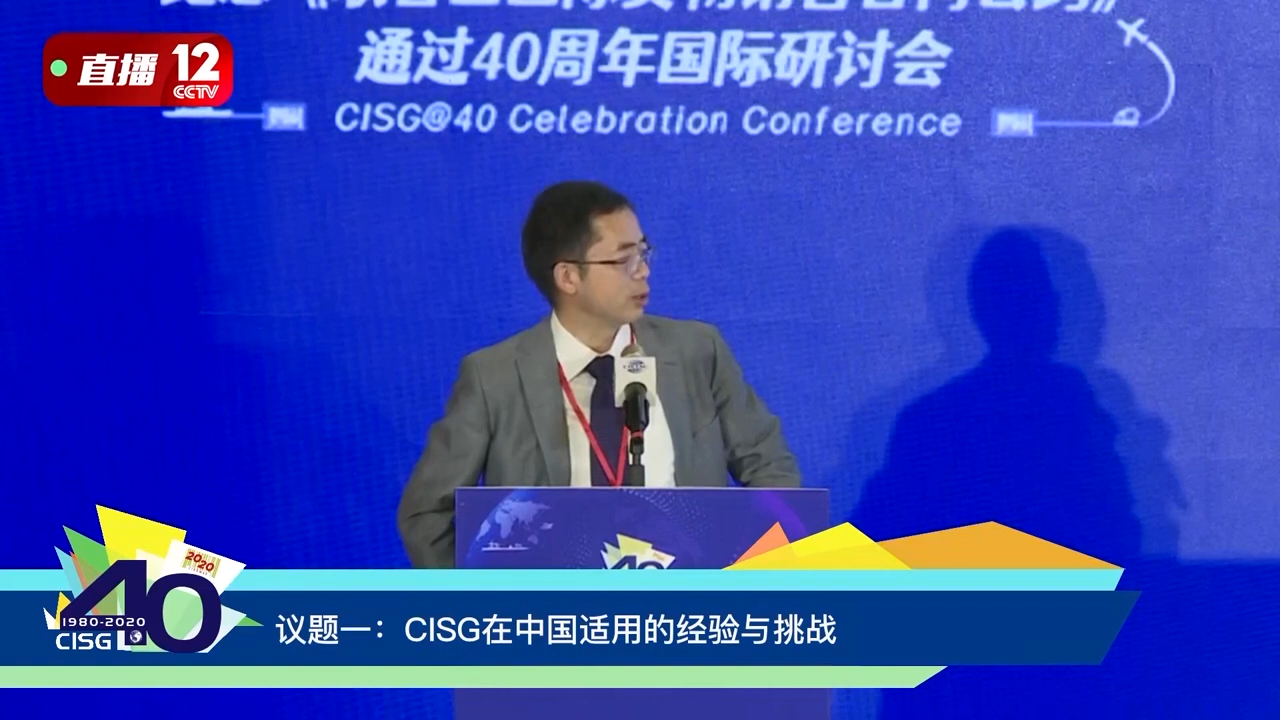 通过40周年国际研讨会
CISG@40 Celebration Conference
直播 12
CCTV
2020
40
1980-2020
CISG
议题一：CISG在中国适用的经验与挑战
40